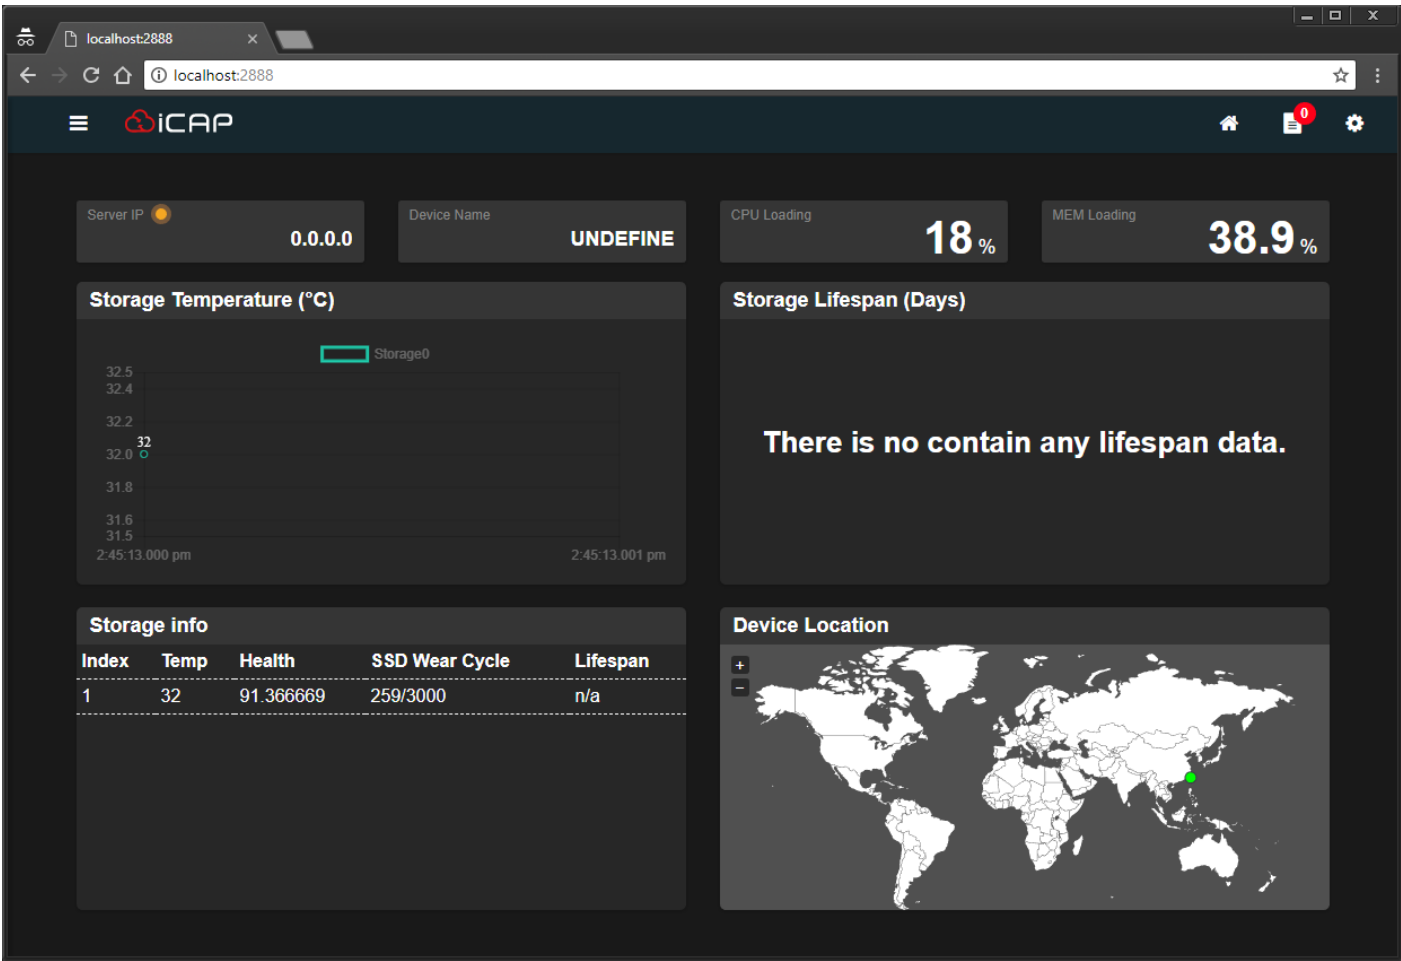 localhost:2888
localhost:2888
iCAP
0
Server IP
0.0.0.0
Device Name
UNDEFINE
CPU Loading
18 %
MEM Loading
38.9 %
Storage Temperature (°C)
Storage0
32.5
32.4
32.2
32
32.0
31.8
31.6
31.5
2:45:13.000 pm
2:45:13.001 pm
Storage Lifespan (Days)
There is no contain any lifespan data.
Storage info
Index Temp Health SSD Wear Cycle Lifespan
1 32 91.366669 259/3000 n/a
Device Location
+
−